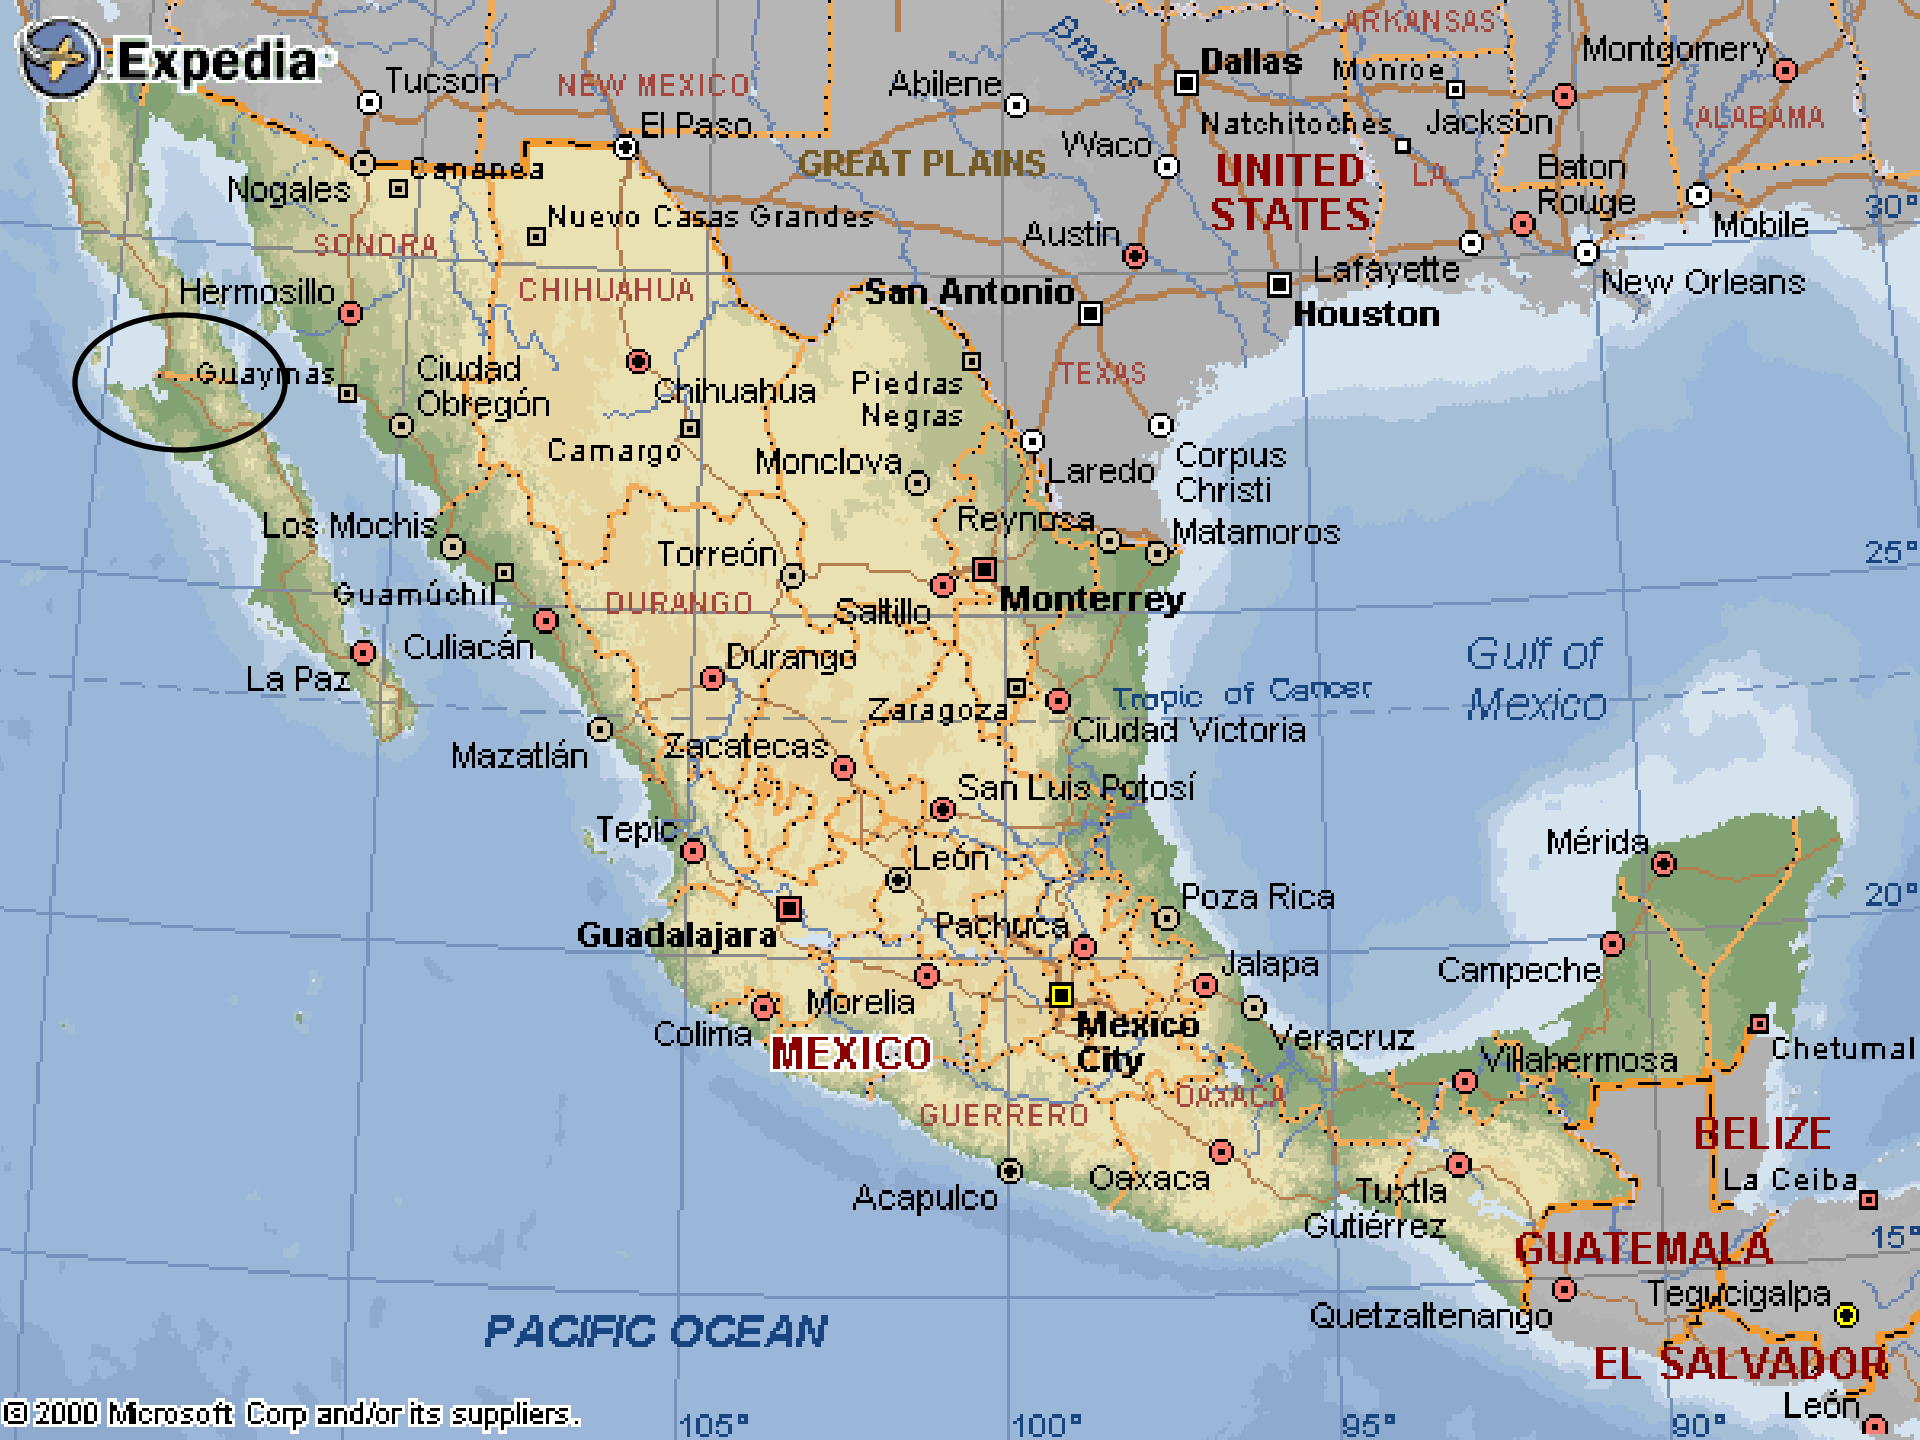 Expedia
ARKANSAS
Montgomery
Tucson
NEW MEXICO
Abilene
Brazos
Dallas
Monroe
El Paso
Natchitoches
Jackson
ALABAMA
Cananea
GREAT PLAINS
Waco
UNITED
STATES
LA
Baton
Rouge
30°
Nogales
Nuevo Casas Grandes
Mobile
SONORA
Austin
Lafayette
New Orleans
Hermosillo
CHIHUAHUA
San Antonio
Houston
Guaymas
Ciudad
Obregón
Chihuahua
Piedras
Negras
TEXAS
Camargo
Monclova
Laredo
Corpus
Christi
Los Mochis
Reynosa
Matamoros
25°
Torreón
Guamúchil
DURANGO
Saltillo
Monterrey
Culiacán
Durango
Gulf of
Mexico
La Paz
Zaragoza
Tropic of Cancer
Ciudad Victoria
Mazatlán
Zacatecas
San Luis Potosí
Tepic
León
Mérida
Poza Rica
20°
Guadalajara
Pachuca
Jalapa
Campeche
Morelia
Colima
Mexico
City
Veracruz
Chetumal
MEXICO
Villahermosa
GUERRERO
OAXACA
BELIZE
Acapulco
Oaxaca
Tuxtla
Gutiérrez
La Ceiba
GUATEMALA
15°
Quetzaltenango
Tegucigalpa
PACIFIC OCEAN
EL SALVADOR
León
© 2000 Microsoft Corp and/or its suppliers.
105°
100°
95°
90°